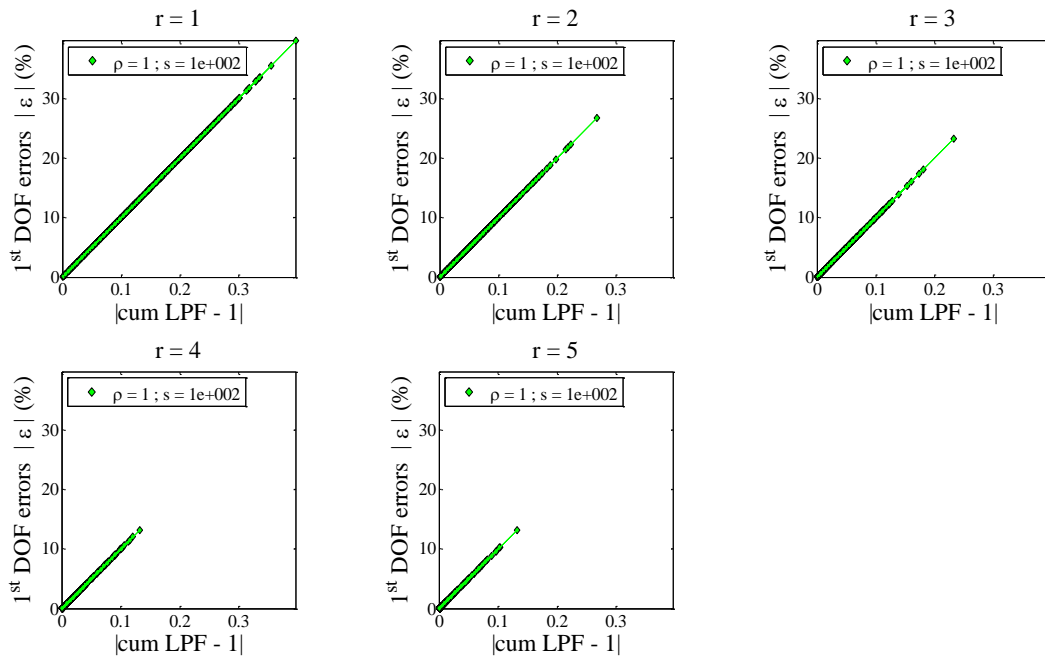 r = 1
1st DOF errors | ε | (%)
ρ = 1 ; s = 1e+002
30
20
10
0
0 0.1 0.2 0.3
|cum LPF - 1|
r = 2
1st DOF errors | ε | (%)
ρ = 1 ; s = 1e+002
30
20
10
0
0 0.1 0.2 0.3
|cum LPF - 1|
r = 3
1st DOF errors | ε | (%)
ρ = 1 ; s = 1e+002
30
20
10
0
0 0.1 0.2 0.3
|cum LPF - 1|
r = 4
1st DOF errors | ε | (%)
ρ = 1 ; s = 1e+002
30
20
10
0
0 0.1 0.2 0.3
|cum LPF - 1|
r = 5
1st DOF errors | ε | (%)
ρ = 1 ; s = 1e+002
30
20
10
0
0 0.1 0.2 0.3
|cum LPF - 1|